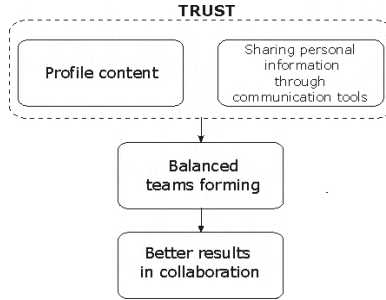 TRUST
Profile content
Sharing personal
information
through
communication tools
Balanced
teams forming
Better results
in collaboration